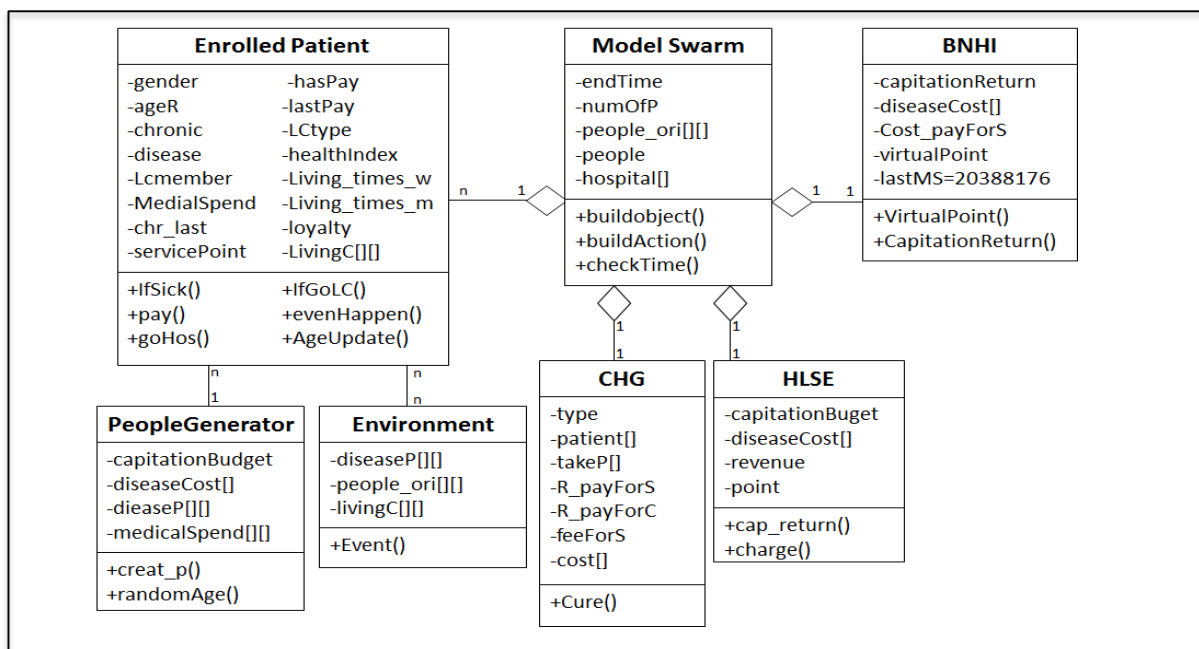 Enrolled Patient
-gender -hasPay
-ageR -lastPay
-chronic -LCtype
-disease -healthIndex
-Lcmember -Living_times_w
-MedialSpend -Living_times_m
-chr_last -loyalty
-servicePoint -LivingC[][]
+IfSick() +IfGoLC()
+pay() +evenHappen()
+goHos() +AgeUpdate()
Model Swarm
-endTime
-numOfP
-people_ori[][]
-people
-hospital[]
+buildobject()
+buildAction()
+checkTime()
BNHI
-capitationReturn
-diseaseCost[]
-Cost_payForS
-virtualPoint
-lastMS=20388176
+VirtualPoint()
+CapitationReturn()
n 1
1 1
n
1
n
n
1
1
1
1
PeopleGenerator
-capitationBudget
-diseaseCost[]
-dieaseP[][]
-medicalSpend[][]
+creat_p()
+randomAge()
Environment
-diseaseP[][]
-people_ori[][]
-livingC[][]
+Event()
CHG
-type
-patient[]
-takeP[]
-R_payForS
-R_payForC
-feeForS
-cost[]
+Cure()
HLSE
-capitationBuget
-diseaseCost[]
-revenue
-point
+cap_return()
+charge()